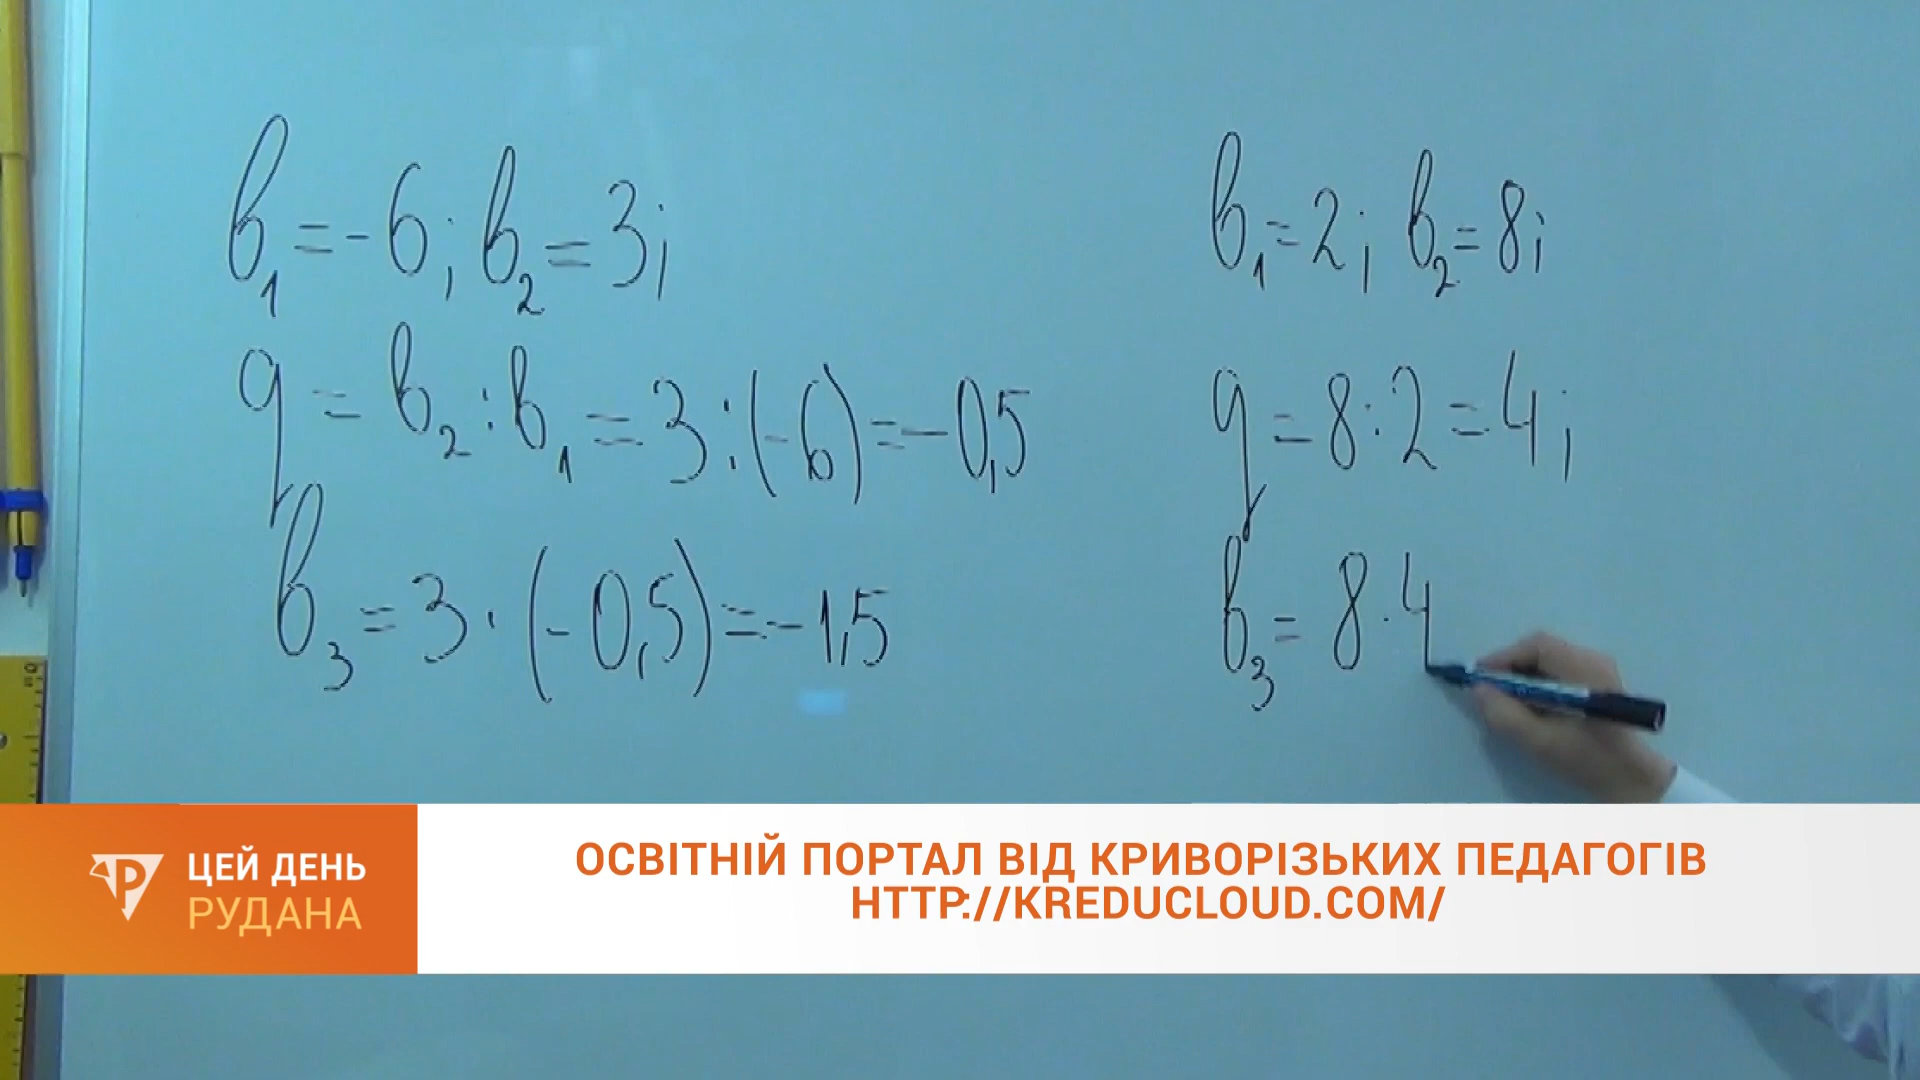 b₁ = -6; b₂ = 3;
q = b₂ : b₁ = 3 : (-6) = -0,5
b₃ = 3 · (-0,5) = -1,5
b₁ = 2; b₂ = 8;
q = 8 : 2 = 4;
b₃ = 8 · 4
ЦЕЙ ДЕНЬ
РУДАНА
ОСВІТНІЙ ПОРТАЛ ВІД КРИВОРІЗЬКИХ ПЕДАГОГІВ
HTTP://KREDUCLOUD.COM/